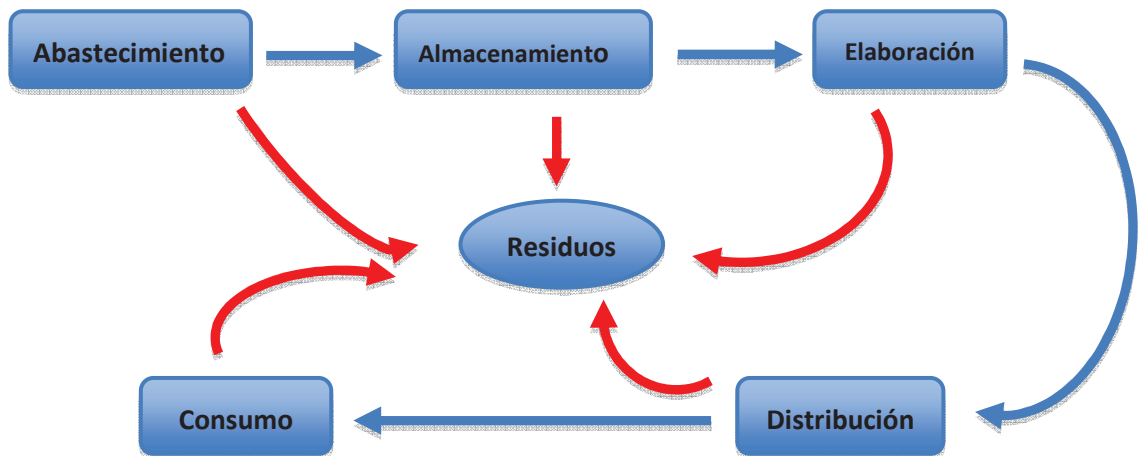 Abastecimiento
Almacenamiento
Elaboración
Residuos
Consumo
Distribución